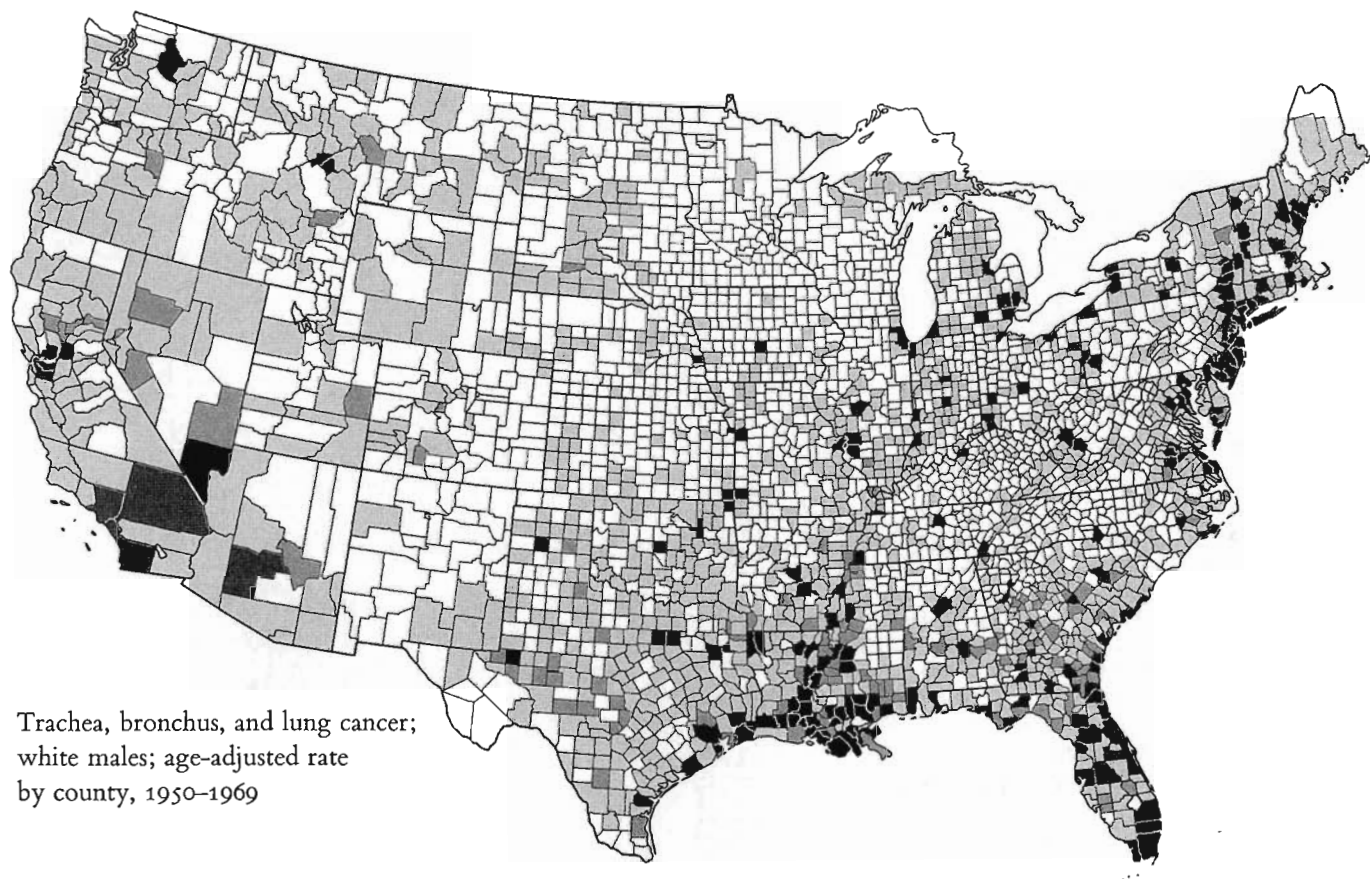 Trachea, bronchus, and lung cancer;
white males; age-adjusted rate
by county, 1950–1969